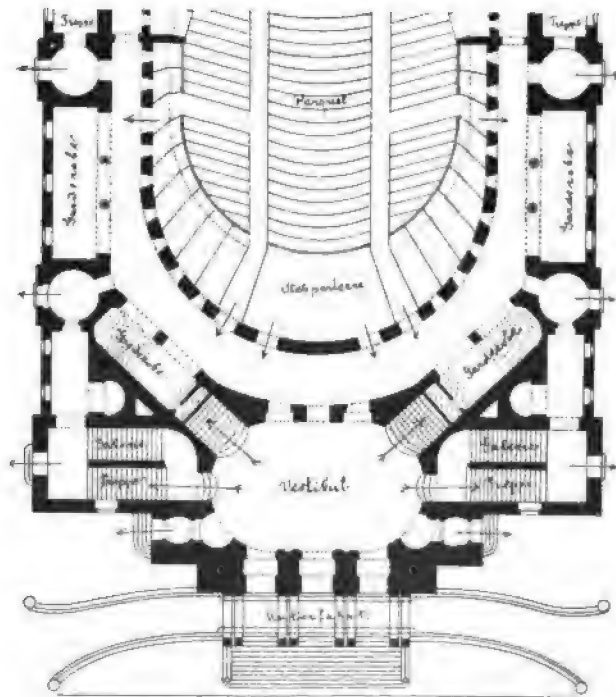 Treppe
Treppe
Parquet
Garderobe
Garderobe
Stehparterre
Garderobe
Garderobe
Galerie
Treppe
Vestibul
Galerie
Treppe
Unterfahrt